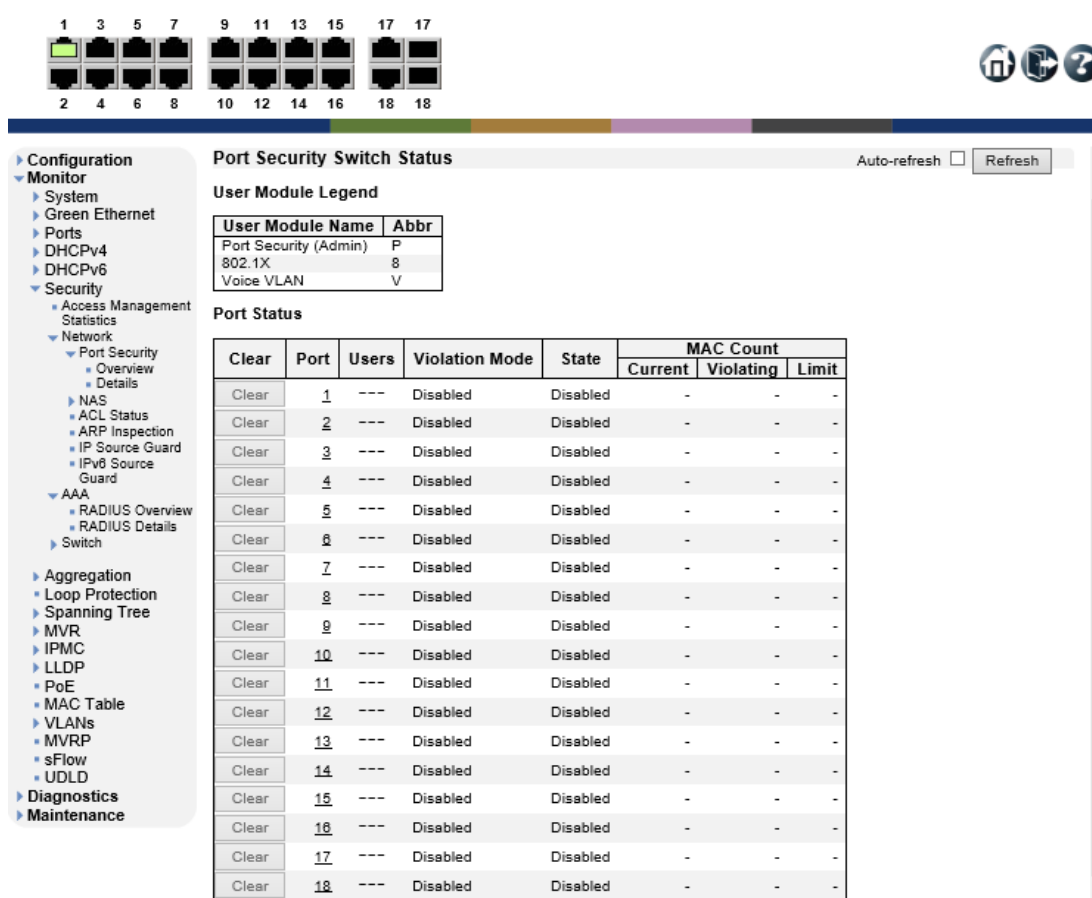 1 3 5 7 9 11 13 15 17 17
2 4 6 8 10 12 14 16 18 18
Configuration
Monitor
System
Green Ethernet
Ports
DHCPv4
DHCPv6
Security
Access Management
Statistics
Network
Port Security
Overview
Details
NAS
ACL Status
ARP Inspection
IP Source Guard
IPv6 Source
Guard
AAA
RADIUS Overview
RADIUS Details
Switch
Aggregation
Loop Protection
Spanning Tree
MVR
IPMC
LLDP
PoE
MAC Table
VLANs
MVRP
sFlow
UDLD
Diagnostics
Maintenance
Port Security Switch Status
Auto-refresh Refresh
User Module Legend
User Module Name Abbr
Port Security (Admin) P
802.1X 8
Voice VLAN V
Port Status
Clear Port Users Violation Mode State MAC Count
Current Violating Limit
Clear 1 --- Disabled Disabled - - -
Clear 2 --- Disabled Disabled - - -
Clear 3 --- Disabled Disabled - - -
Clear 4 --- Disabled Disabled - - -
Clear 5 --- Disabled Disabled - - -
Clear 6 --- Disabled Disabled - - -
Clear 7 --- Disabled Disabled - - -
Clear 8 --- Disabled Disabled - - -
Clear 9 --- Disabled Disabled - - -
Clear 10 --- Disabled Disabled - - -
Clear 11 --- Disabled Disabled - - -
Clear 12 --- Disabled Disabled - - -
Clear 13 --- Disabled Disabled - - -
Clear 14 --- Disabled Disabled - - -
Clear 15 --- Disabled Disabled - - -
Clear 16 --- Disabled Disabled - - -
Clear 17 --- Disabled Disabled - - -
Clear 18 --- Disabled Disabled - - -